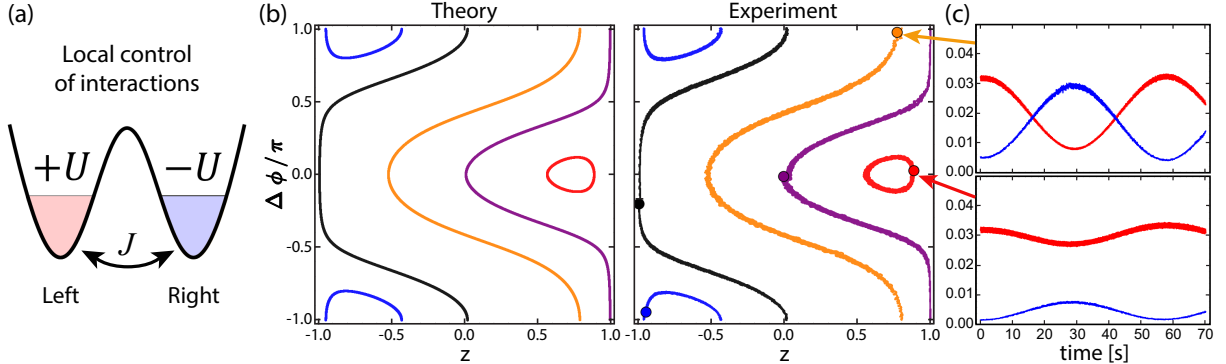 (a)
Local control
of interactions
+U
−U
J
Left
Right
(b)
Theory
Experiment
Δϕ/π
1.0
0.5
0.0
-0.5
-1.0
-1.0
-0.5
0.0
0.5
1.0
z
-1.0
-0.5
0.0
0.5
1.0
z
(c)
0.04
0.03
0.02
0.01
0.00
0.04
0.03
0.02
0.01
0.00
0
10
20
30
40
50
60
70
time [s]